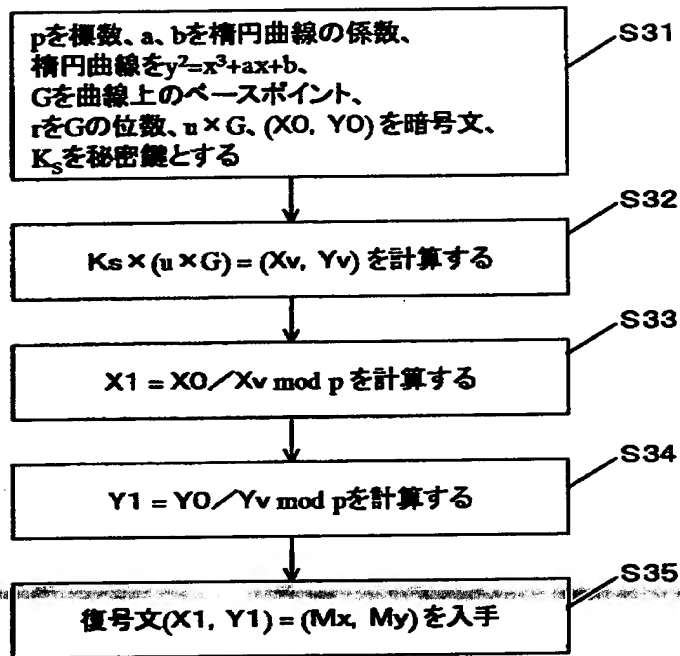 S31
pを標数、a、bを楕円曲線の係数、
楕円曲線をy²=x³+ax+b、
Gを曲線上のベースポイント、
rをGの位数、u×G、(X0, Y0)を暗号文、
Ksを秘密鍵とする
S32
Ks×(u×G)=(Xv, Yv)を計算する
S33
X1=X0/Xv mod pを計算する
S34
Y1=Y0/Yv mod pを計算する
S35
復号文(X1, Y1)=(Mx, My)を入手